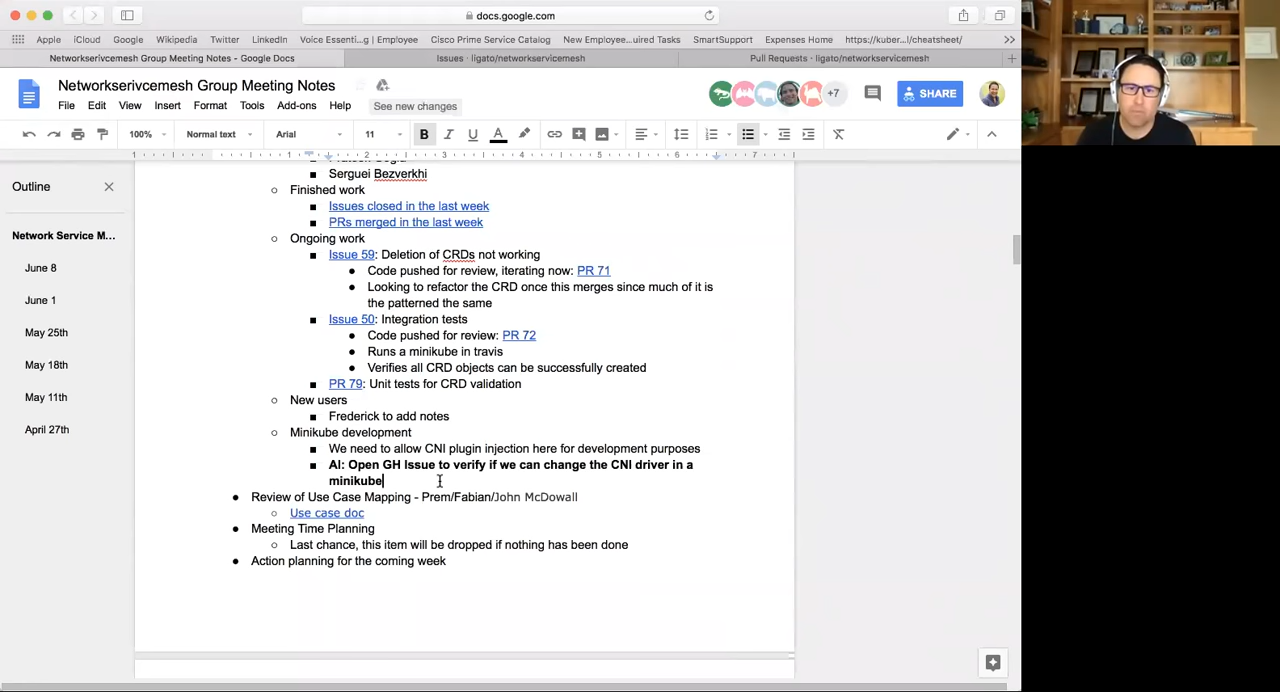 docs.google.com
Apple iCloud Google Wikipedia Twitter LinkedIn Voice Essenti...g | Employee Cisco Prime Service Catalog New Employee...uired Tasks SmartSupport Expenses Home https://kuber...l/cheatsheet/
Networkserivcemesh Group Meeting Notes - Google Docs Issues · ligato/networkservicemesh Pull Requests · ligato/networkservicemesh
Networkserivcemesh Group Meeting Notes
File Edit View Insert Format Tools Add-ons Help See new changes
+7 SHARE
100% Normal text Arial 11 B I U A
1 1 2 3 4 5 6 7
Outline
Network Service M...
June 8
June 1
May 25th
May 18th
May 11th
April 27th
Serguei Bezverkhi
Finished work
Issues closed in the last week
PRs merged in the last week
Ongoing work
Issue 59: Deletion of CRDs not working
Code pushed for review, iterating now: PR 71
Looking to refactor the CRD once this merges since much of it is
the patterned the same
Issue 50: Integration tests
Code pushed for review: PR 72
Runs a minikube in travis
Verifies all CRD objects can be successfully created
PR 79: Unit tests for CRD validation
New users
Frederick to add notes
Minikube development
We need to allow CNI plugin injection here for development purposes
AI: Open GH Issue to verify if we can change the CNI driver in a
minikube
Review of Use Case Mapping - Prem/Fabian/John McDowall
Use case doc
Meeting Time Planning
Last chance, this item will be dropped if nothing has been done
Action planning for the coming week